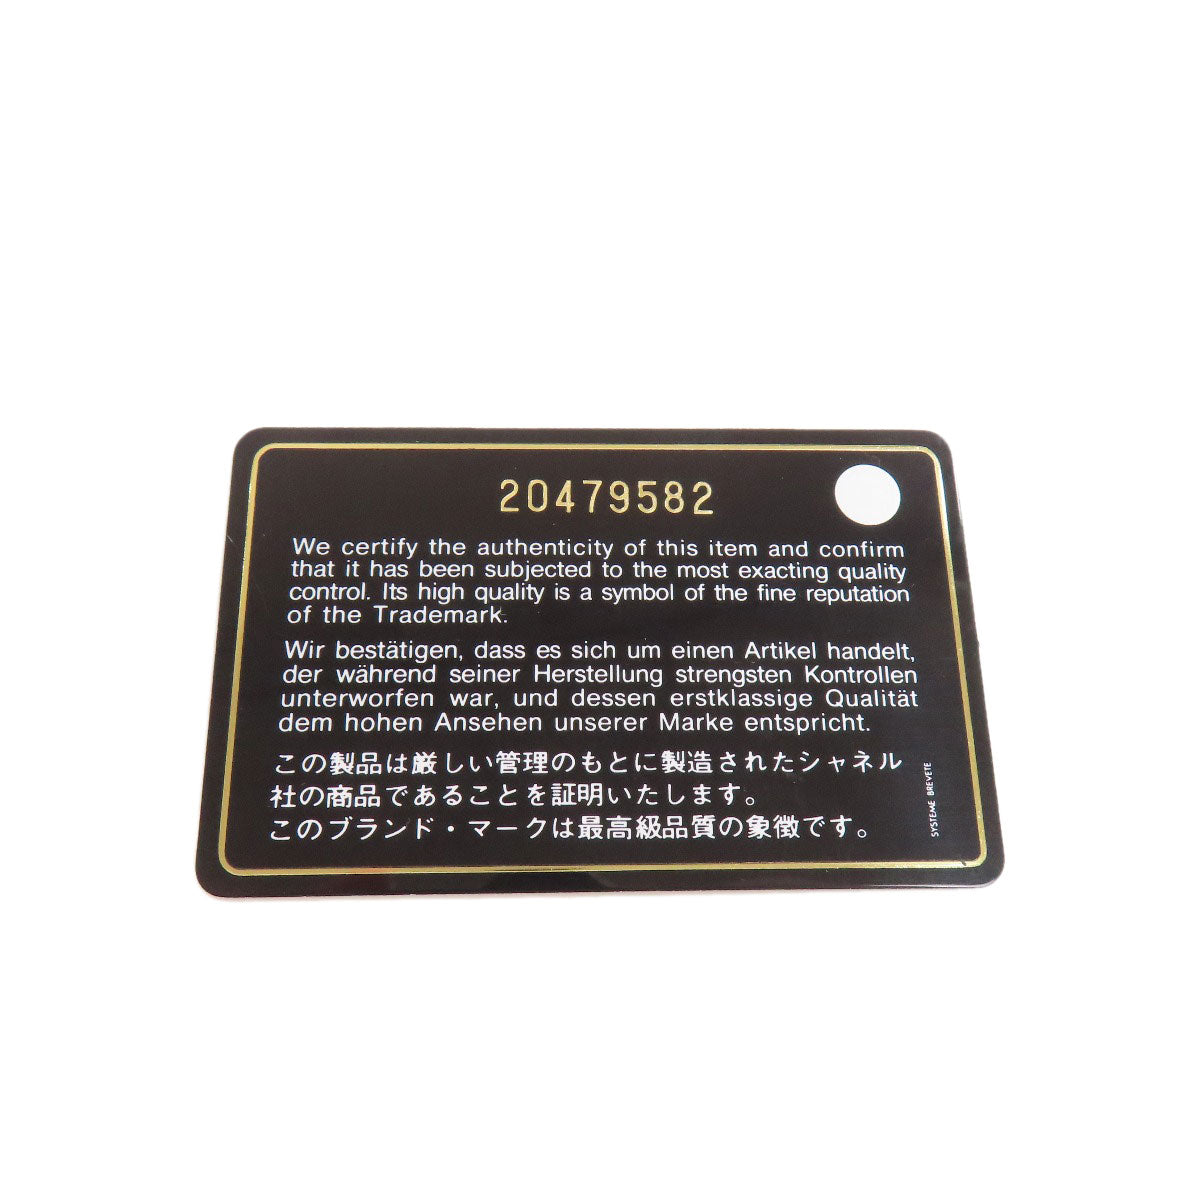 20479582
We certify the authenticity of this item and confirm
that it has been subjected to the most exacting quality
control. Its high quality is a symbol of the fine reputation
of the Trademark.
Wir bestätigen, dass es sich um einen Artikel handelt,
der während seiner Herstellung strengsten Kontrollen
unterworfen war, und dessen erstklassige Qualität
dem hohen Ansehen unserer Marke entspricht.
この製品は厳しい管理のもとに製造されたシャネル
社の商品であることを証明いたします。
このブランド・マークは最高級品質の象徴です。
SYSTEME BREVETE